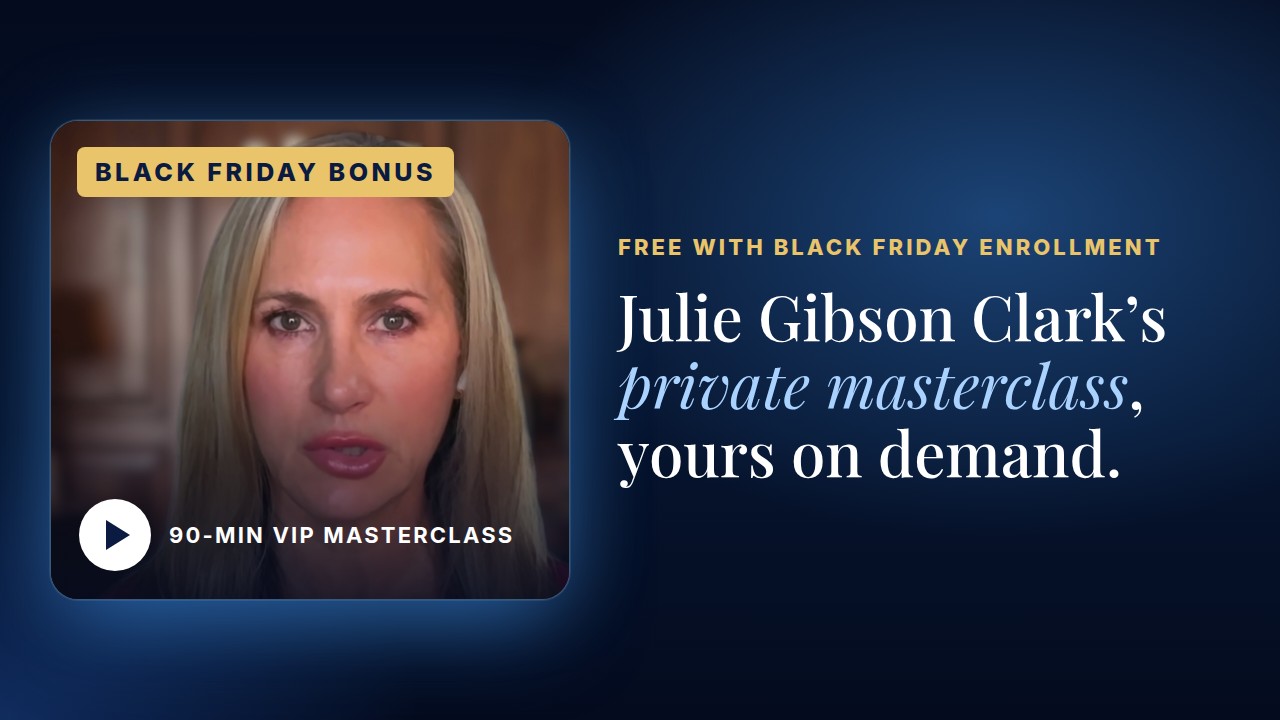 BLACK FRIDAY BONUS
90-MIN VIP MASTERCLASS
FREE WITH BLACK FRIDAY ENROLLMENT
Julie Gibson Clark’s
private masterclass,
yours on demand.